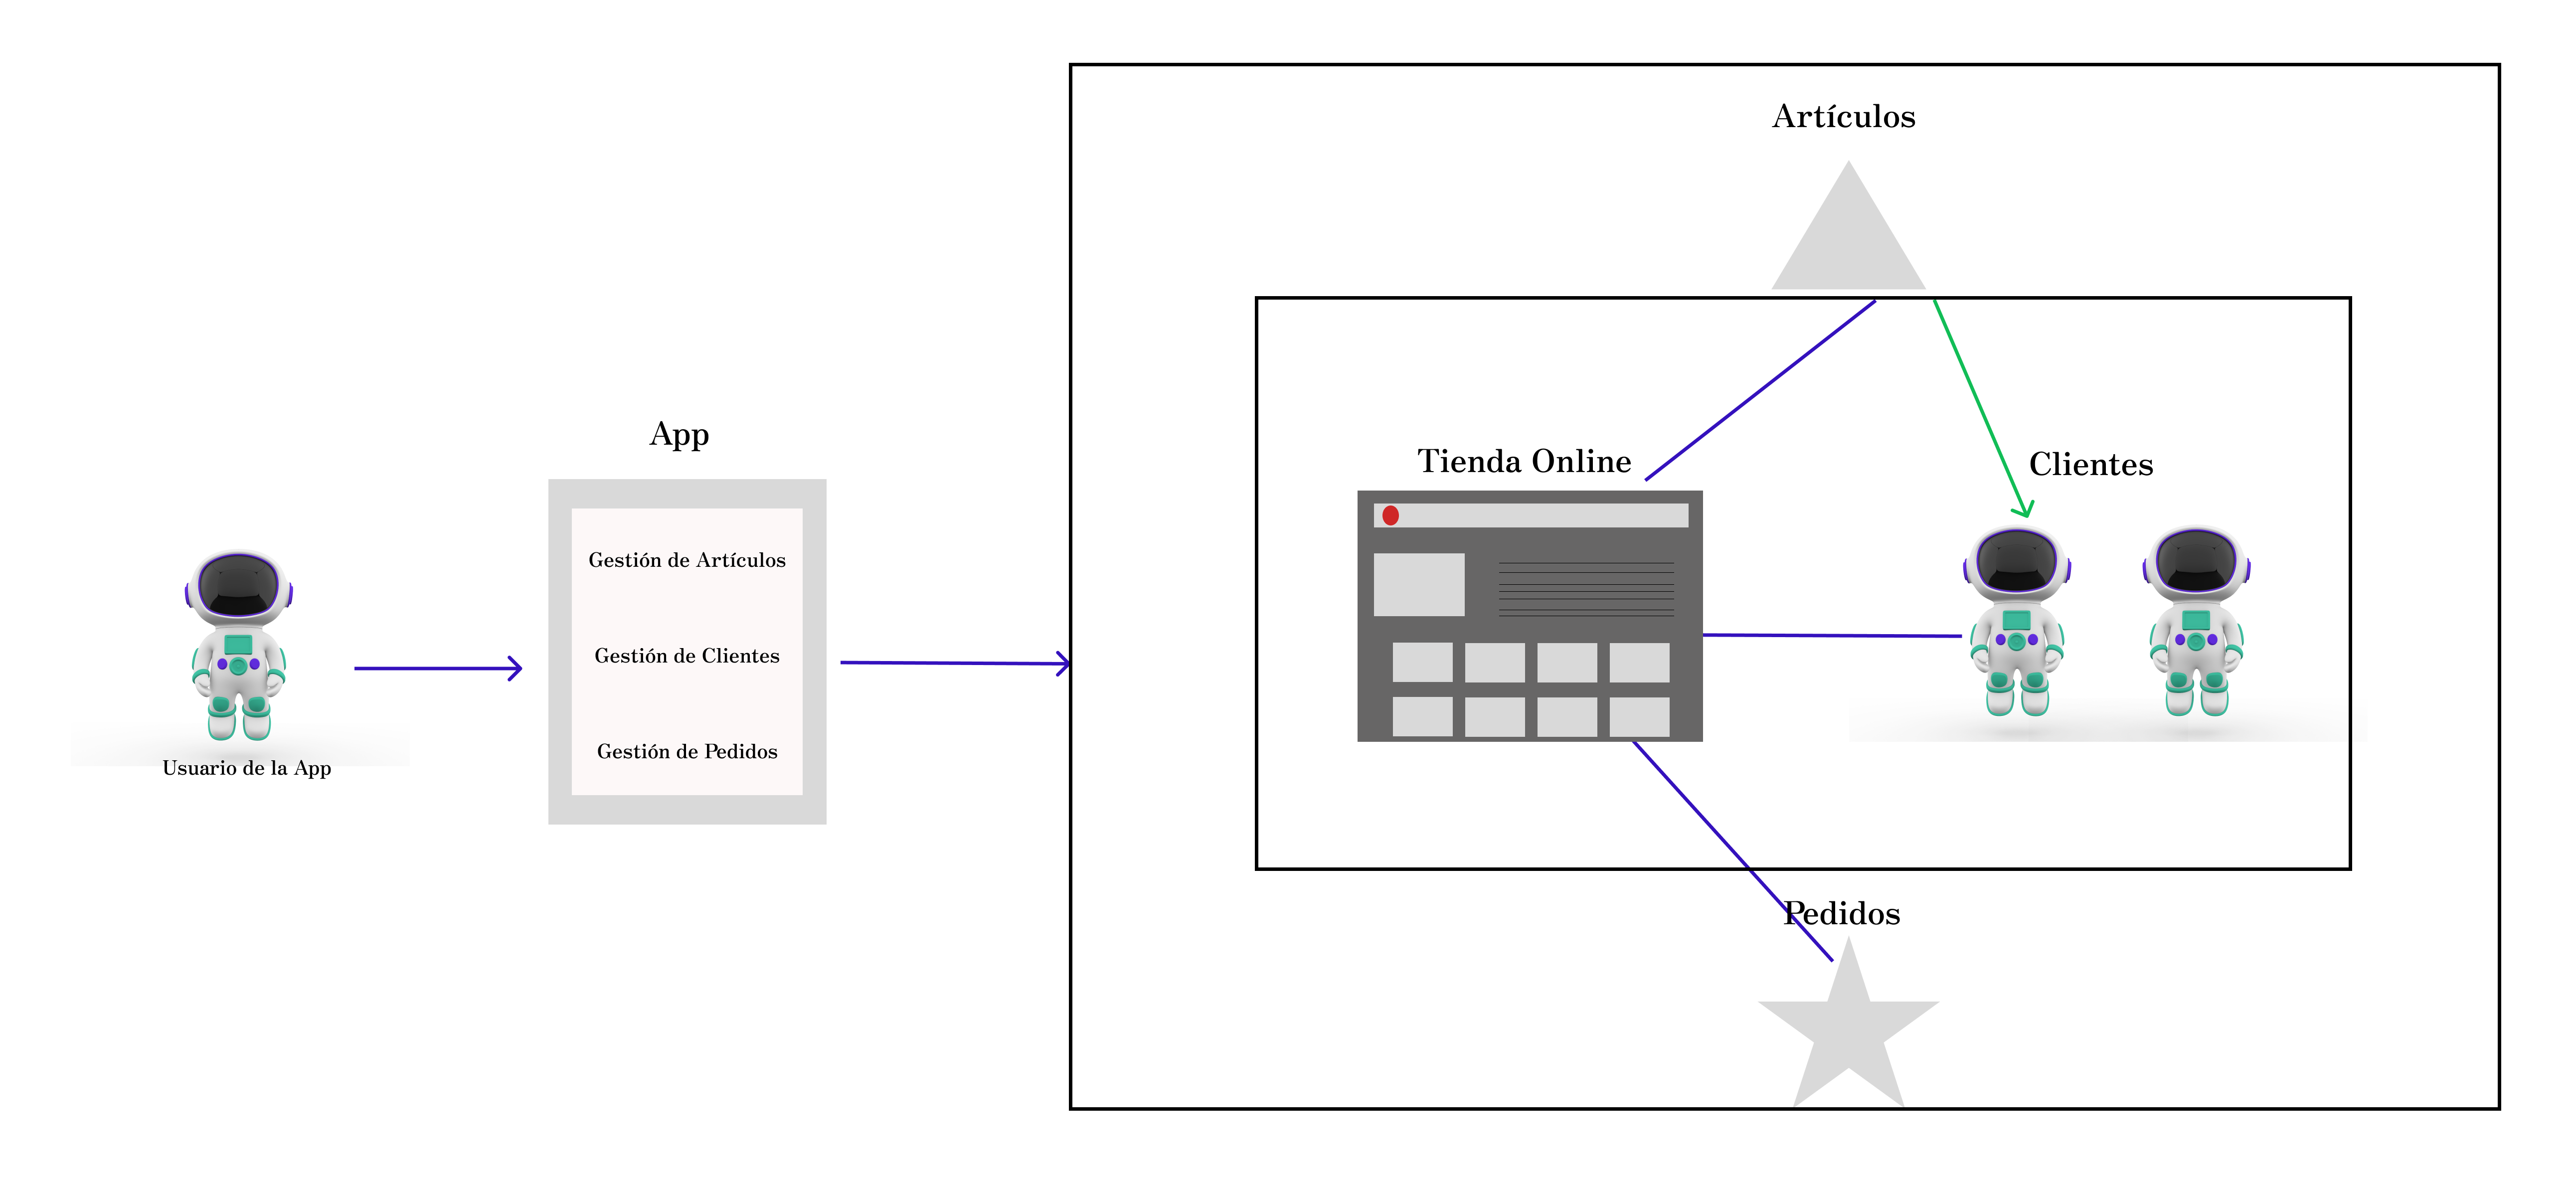 Artículos
App
Tienda Online
Clientes
Gestión de Artículos
Gestión de Clientes
Gestión de Pedidos
Usuario de la App
Pedidos